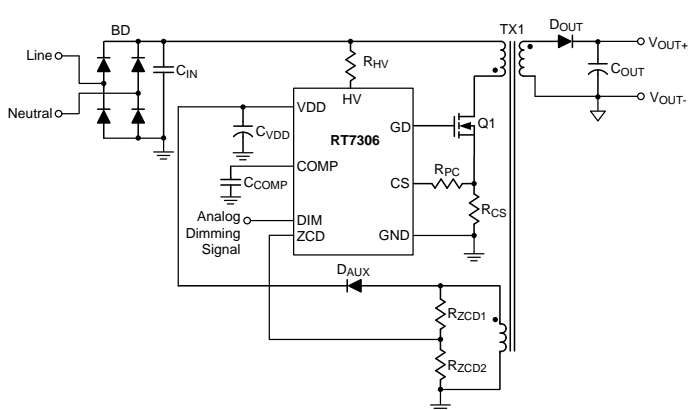 BD
TX1
DOUT
Line
VOUT+
CIN
RHV
COUT
Neutral
HV
VOUT-
VDD
CVDD
RT7306
GD
Q1
COMP
RPC
CCOMP
CS
RCS
Analog
Dimming
Signal
DIM
ZCD
GND
DAUX
RZCD1
RZCD2